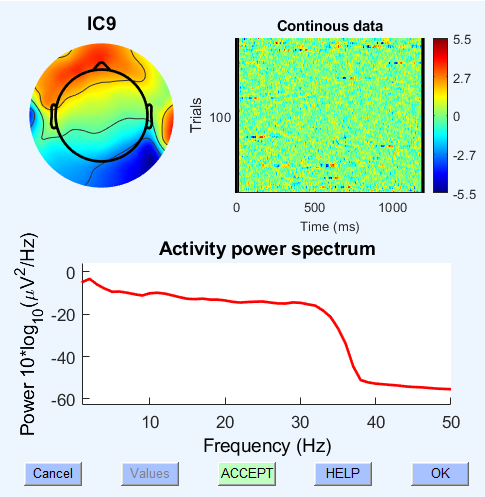 IC9
Continous data
Trials
100
0
500
1000
Time (ms)
5.5
2.7
0
-2.7
-5.5
Activity power spectrum
Power 10*log10(μV2/Hz)
0
-20
-40
-60
10
20
30
40
50
Frequency (Hz)
Cancel
Values
ACCEPT
HELP
OK